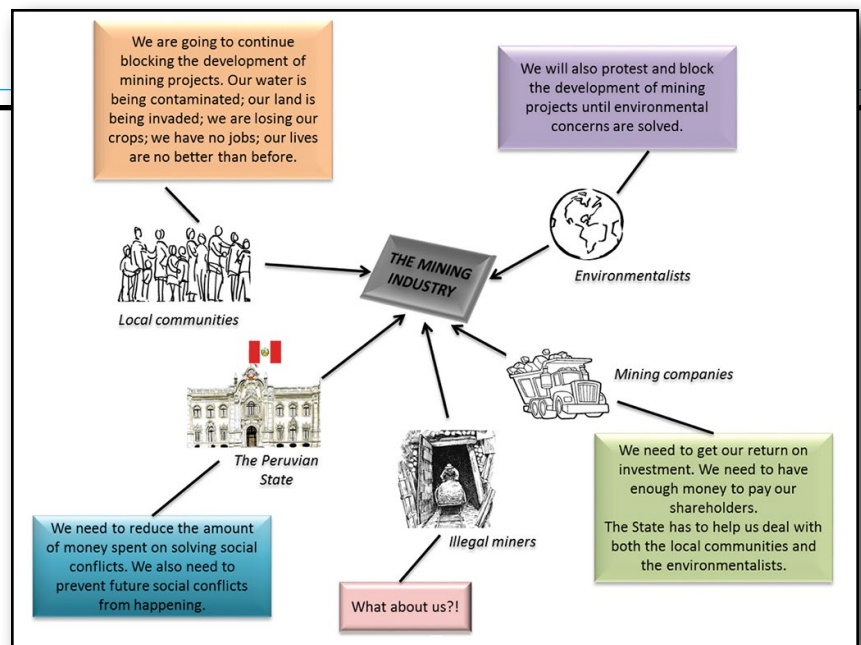 We are going to continue
blocking the development of
mining projects. Our water is
being contaminated; our land is
being invaded; we are losing our
crops; we have no jobs; our lives
are no better than before.
We will also protest and block
the development of mining
projects until environmental
concerns are solved.
THE MINING
INDUSTRY
Environmentalists
Local communities
Mining companies
The Peruvian
State
We need to get our return on
investment. We need to have
enough money to pay our
shareholders.
The State has to help us deal with
both the local communities and
the environmentalists.
Illegal miners
We need to reduce the amount
of money spent on solving social
conflicts. We also need to
prevent future social conflicts
from happening.
What about us?!